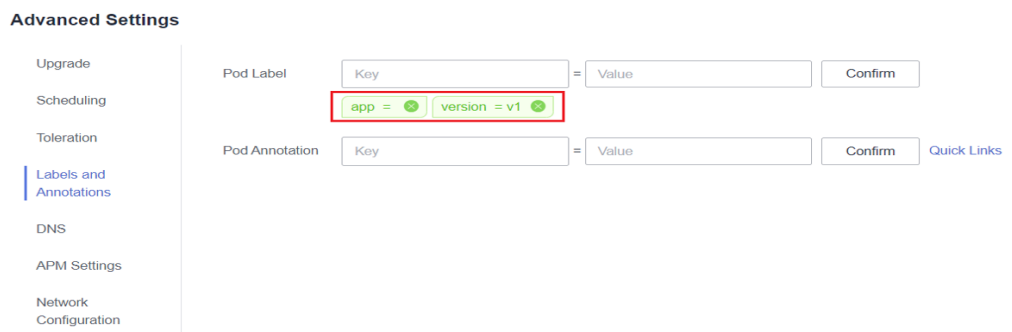 Advanced Settings
Upgrade
Scheduling
Toleration
Labels and
Annotations
DNS
APM Settings
Network
Configuration
Pod Label Key = Value Confirm
app = version = v1
Pod Annotation Key = Value Confirm Quick Links